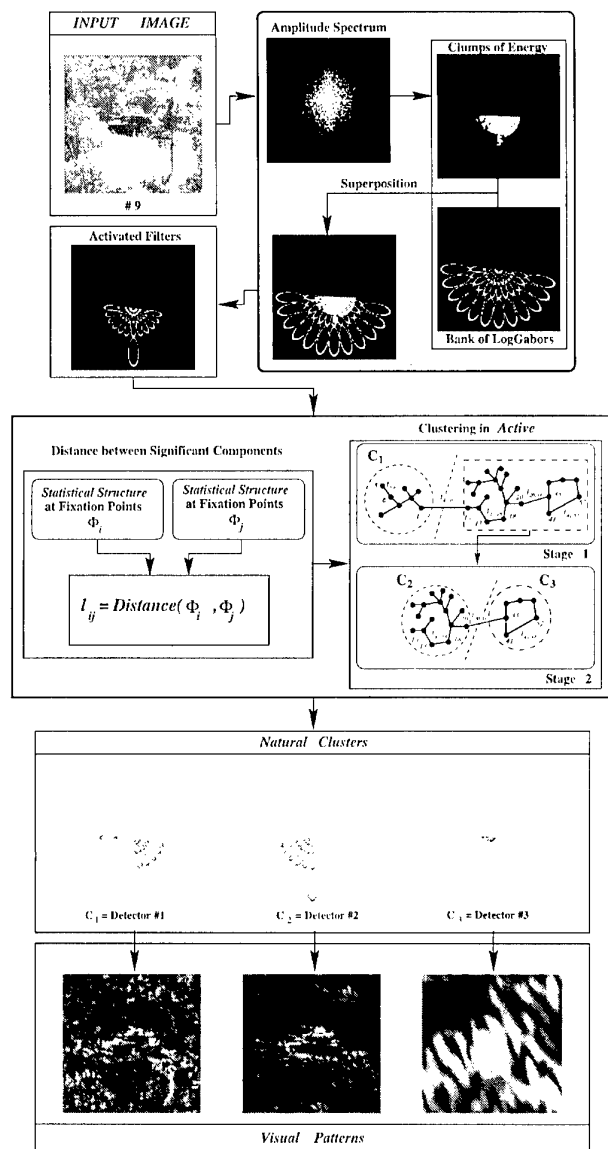 INPUT IMAGE
# 9
Amplitude Spectrum
Clumps of Energy
Superposition
Bank of LogGabors
Activated Filters
Distance between Significant Components
Statistical Structure
at Fixation Points
Φi
Statistical Structure
at Fixation Points
Φj
l ij = Distance( Φi , Φj )
Clustering in Active
C1
Stage 1
C2
C3
Stage 2
Natural Clusters
C1 = Detector #1
C2 = Detector #2
C3 = Detector #3
Visual Patterns